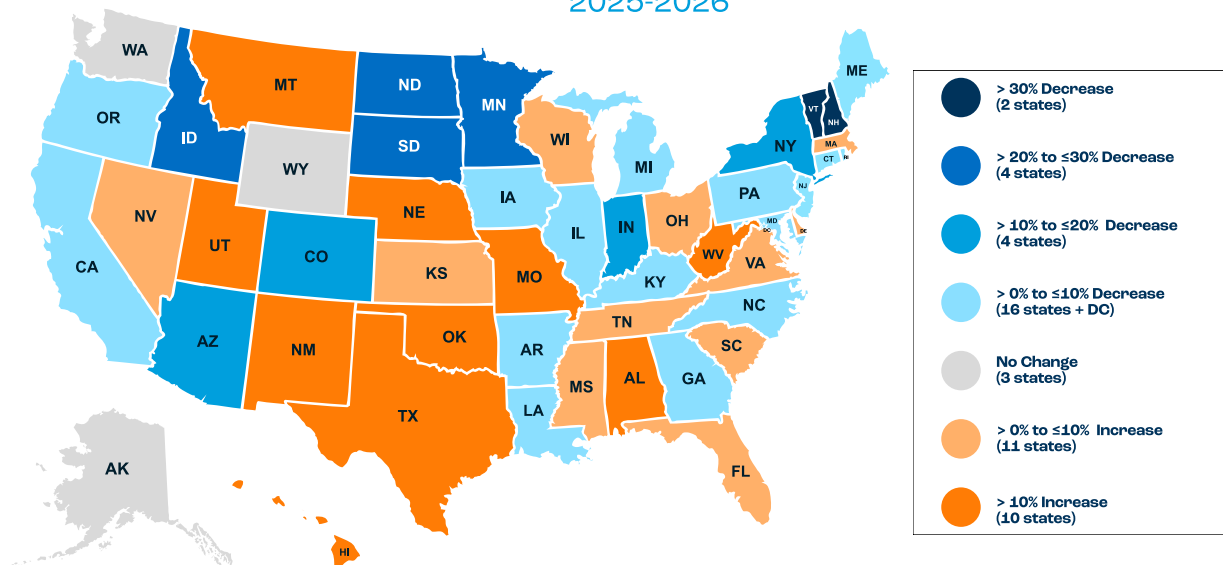 2025-2026
WA
MT
ND
MN
ME
OR
ID
SD
WI
VT
NH
NY
MA
WY
MI
CT
RI
IA
PA
NJ
NE
NV
OH
IL
IN
MD
DC
DE
UT
CO
WV
VA
CA
KS
MO
KY
NC
TN
AZ
NM
OK
AR
SC
MS
AL
GA
TX
LA
AK
FL
HI
> 30% Decrease
(2 states)
> 20% to ≤30% Decrease
(4 states)
> 10% to ≤20% Decrease
(4 states)
> 0% to ≤10% Decrease
(16 states + DC)
No Change
(3 states)
> 0% to ≤10% Increase
(11 states)
> 10% Increase
(10 states)